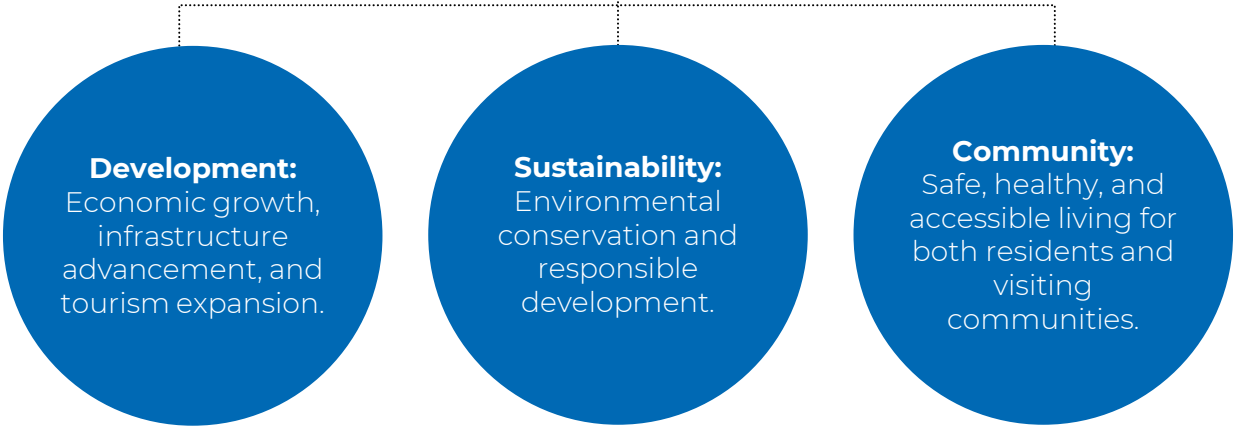 Development:
Economic growth,
infrastructure
advancement, and
tourism expansion.
Sustainability:
Environmental
conservation and
responsible
development.
Community:
Safe, healthy, and
accessible living for
both residents and
visiting
communities.